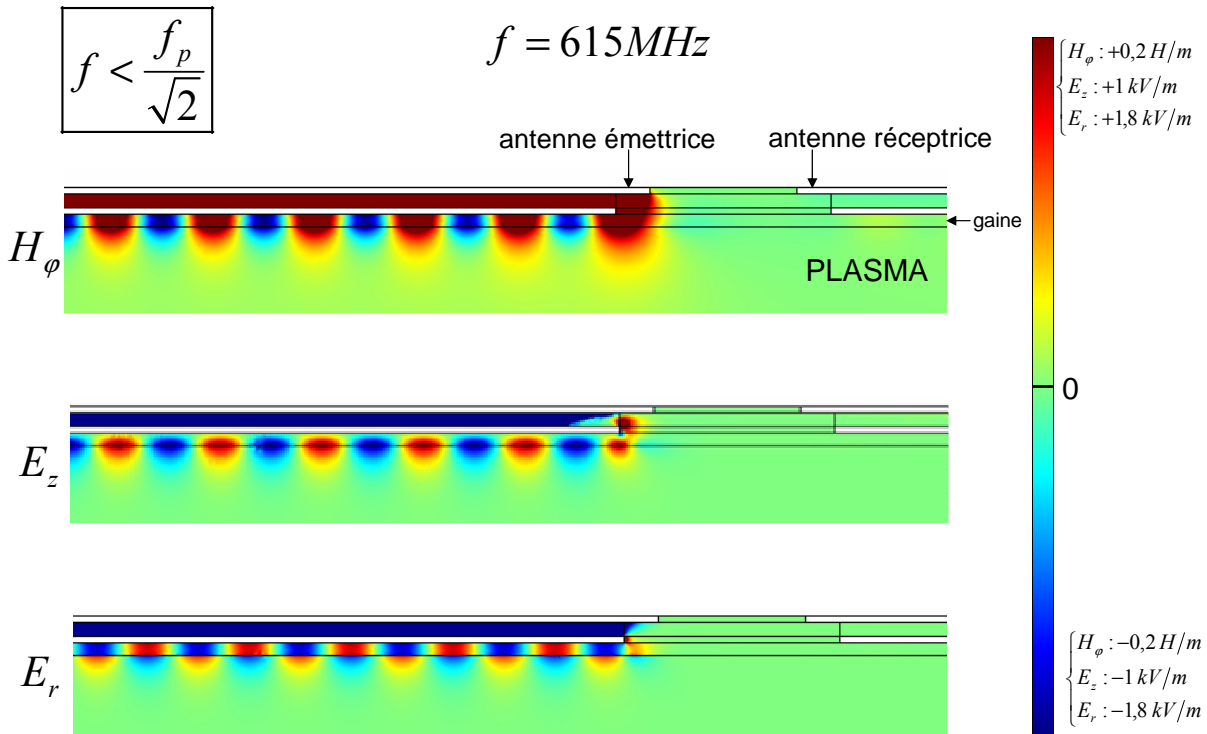 f < f_p / √2
f = 615MHz
antenne émettrice
antenne réceptrice
H_φ
gaine
PLASMA
E_z
E_r
H_φ : +0,2 H/m
E_z : +1 kV/m
E_r : +1,8 kV/m
0
H_φ : −0,2 H/m
E_z : −1 kV/m
E_r : −1,8 kV/m